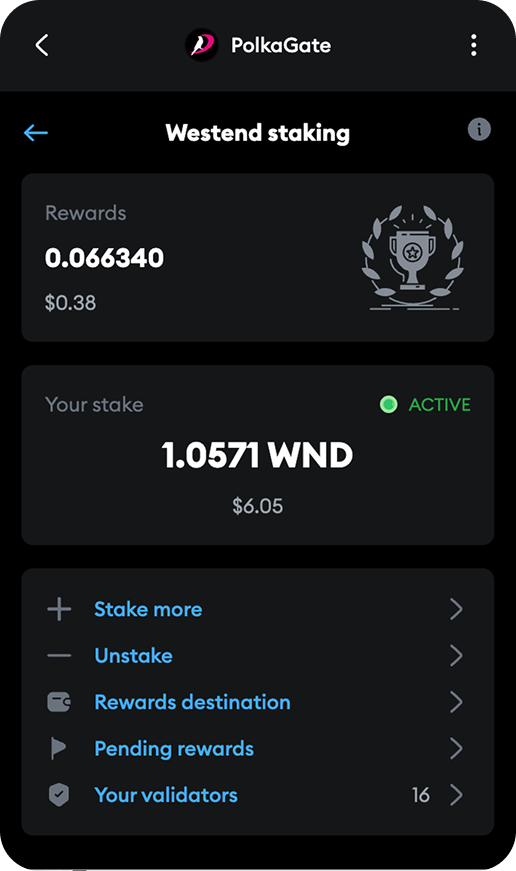 PolkaGate
Westend staking
Rewards
0.066340
$0.38
Your stake
ACTIVE
1.0571 WND
$6.05
Stake more
Unstake
Rewards destination
Pending rewards
Your validators 16